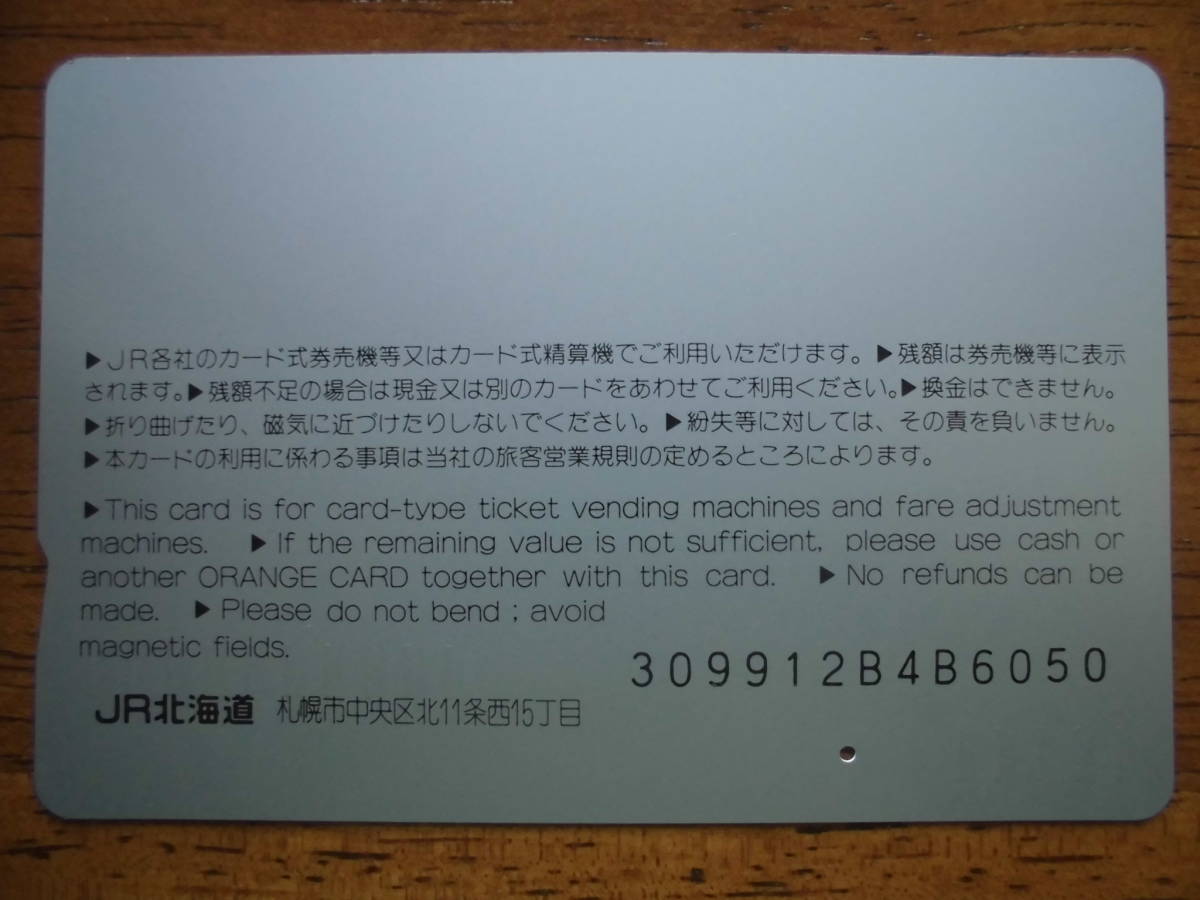 ▶JR各社のカード式券売機等又はカード式精算機でご利用いただけます。▶残額は券売機等に表示
されます。▶残額不足の場合は現金又は別のカードをあわせてご利用ください。▶換金はできません。
▶折り曲げたり、磁気に近づけたりしないでください。▶紛失等に対しては、その責を負いません。
▶本カードの利用に係わる事項は当社の旅客営業規則の定めるところによります。
▶This card is for card-type ticket vending machines and fare adjustment
machines. ▶If the remaining value is not sufficient, please use cash or
another ORANGE CARD together with this card. ▶No refunds can be
made. ▶Please do not bend ; avoid
magnetic fields.
309912B4B6050
JR北海道 札幌市中央区北11条西15丁目